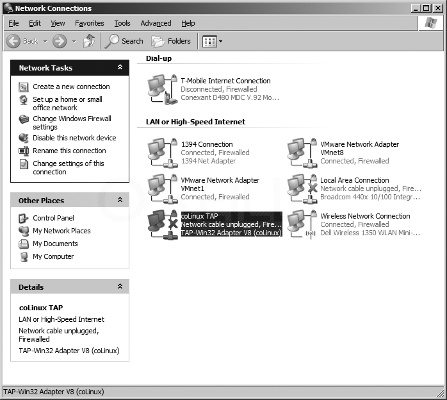 Network Connections
File Edit View Favorites Tools Advanced Help
Back Search Folders
Network Tasks
Create a new connection
Set up a home or small
office network
Change Windows Firewall
settings
Disable this network device
Rename this connection
Change settings of this
connection
Other Places
Control Panel
My Network Places
My Documents
My Computer
Details
coLinux TAP
LAN or High-Speed Internet
Network cable unplugged,
Firewalled
TAP-Win32 Adapter V8 (coLinux)
Dial-up
T-Mobile Internet Connection
Disconnected, Firewalled
Conexant D480 MDC V.92 Mo...
LAN or High-Speed Internet
1394 Connection
Connected, Firewalled
1394 Net Adapter
VMware Network Adapter
VMnet8
Connected, Firewalled
VMware Network Adapter
VMnet1
Connected, Firewalled
Local Area Connection
Network cable unplugged, Fire...
Broadcom 440x 10/100 Integr...
coLinux TAP
Network cable unplugged, Fire...
TAP-Win32 Adapter V8 (coLinux)
Wireless Network Connection
Connected, Firewalled
Dell Wireless 1350 WLAN Mini-...
TAP-Win32 Adapter V8 (coLinux)